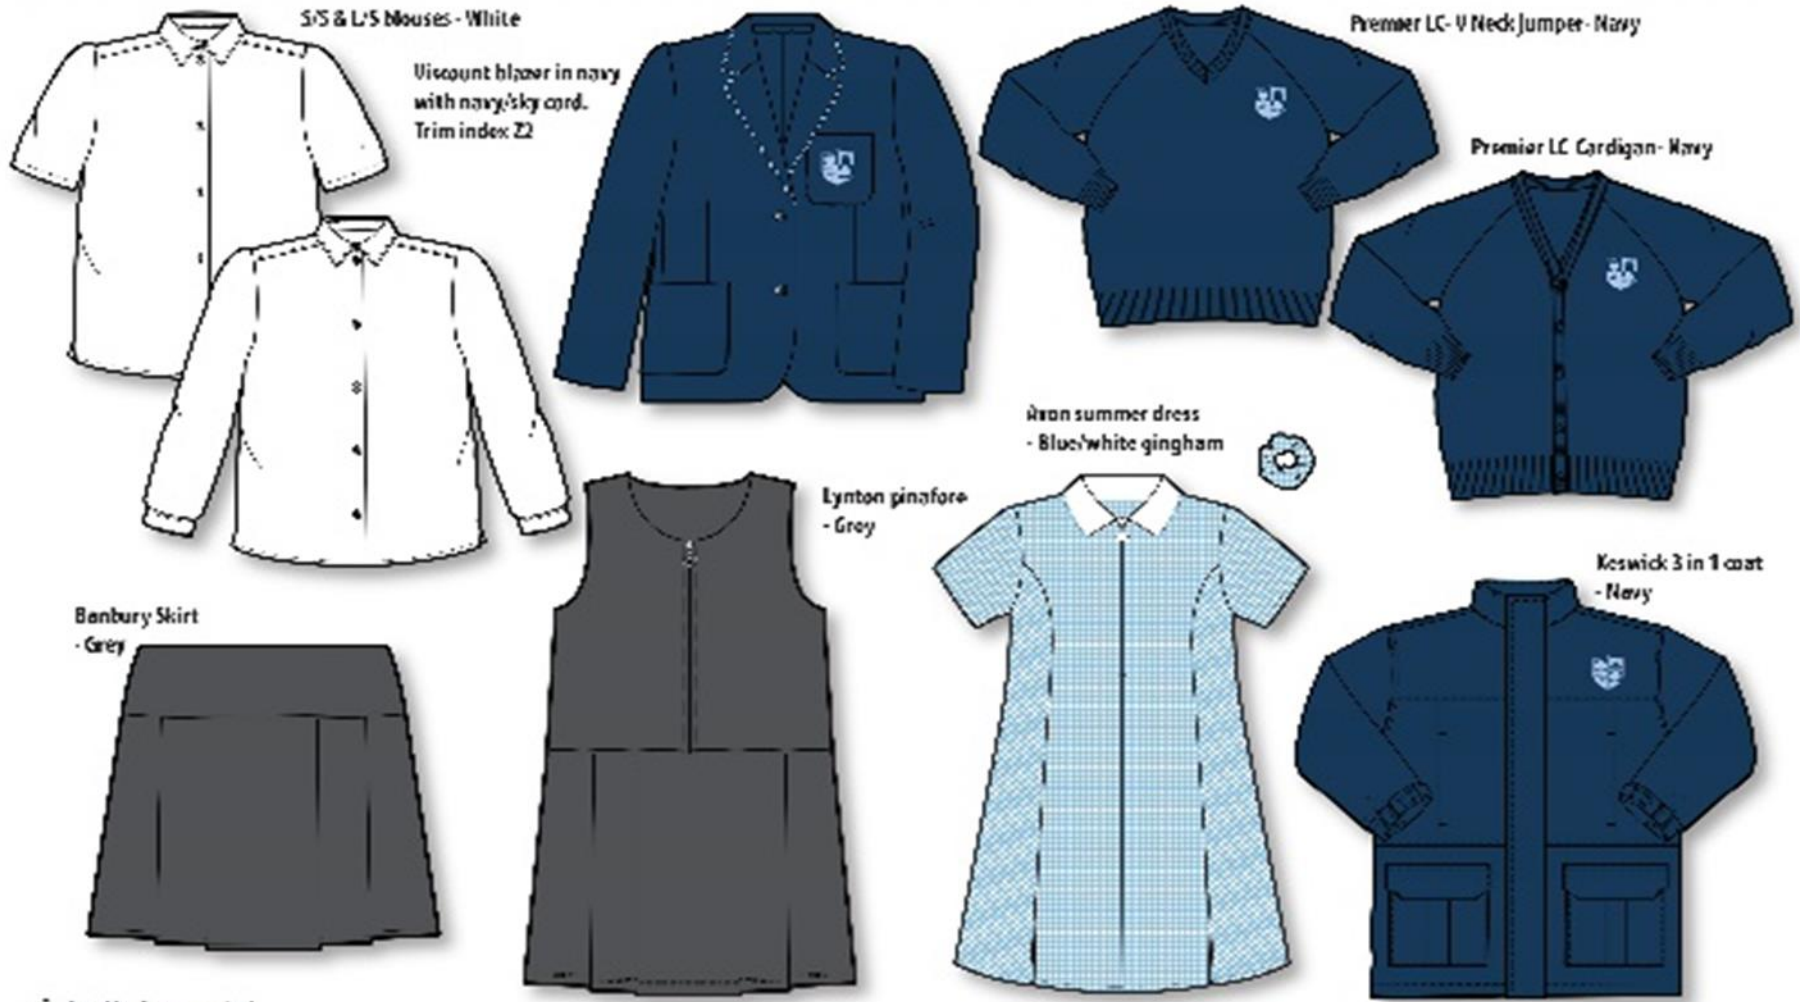 S/S & L/S blouses - White
Viscount blazer in navy
with navy/sky cord.
Trim index Z2
Premier LC- V Neck Jumper- Navy
Premier LC Cardigan- Navy
Avon summer dress
- Blue/white gingham
Lynton pinafore
- Grey
Keswick 3 in 1 coat
- Navy
Banbury Skirt
- Grey